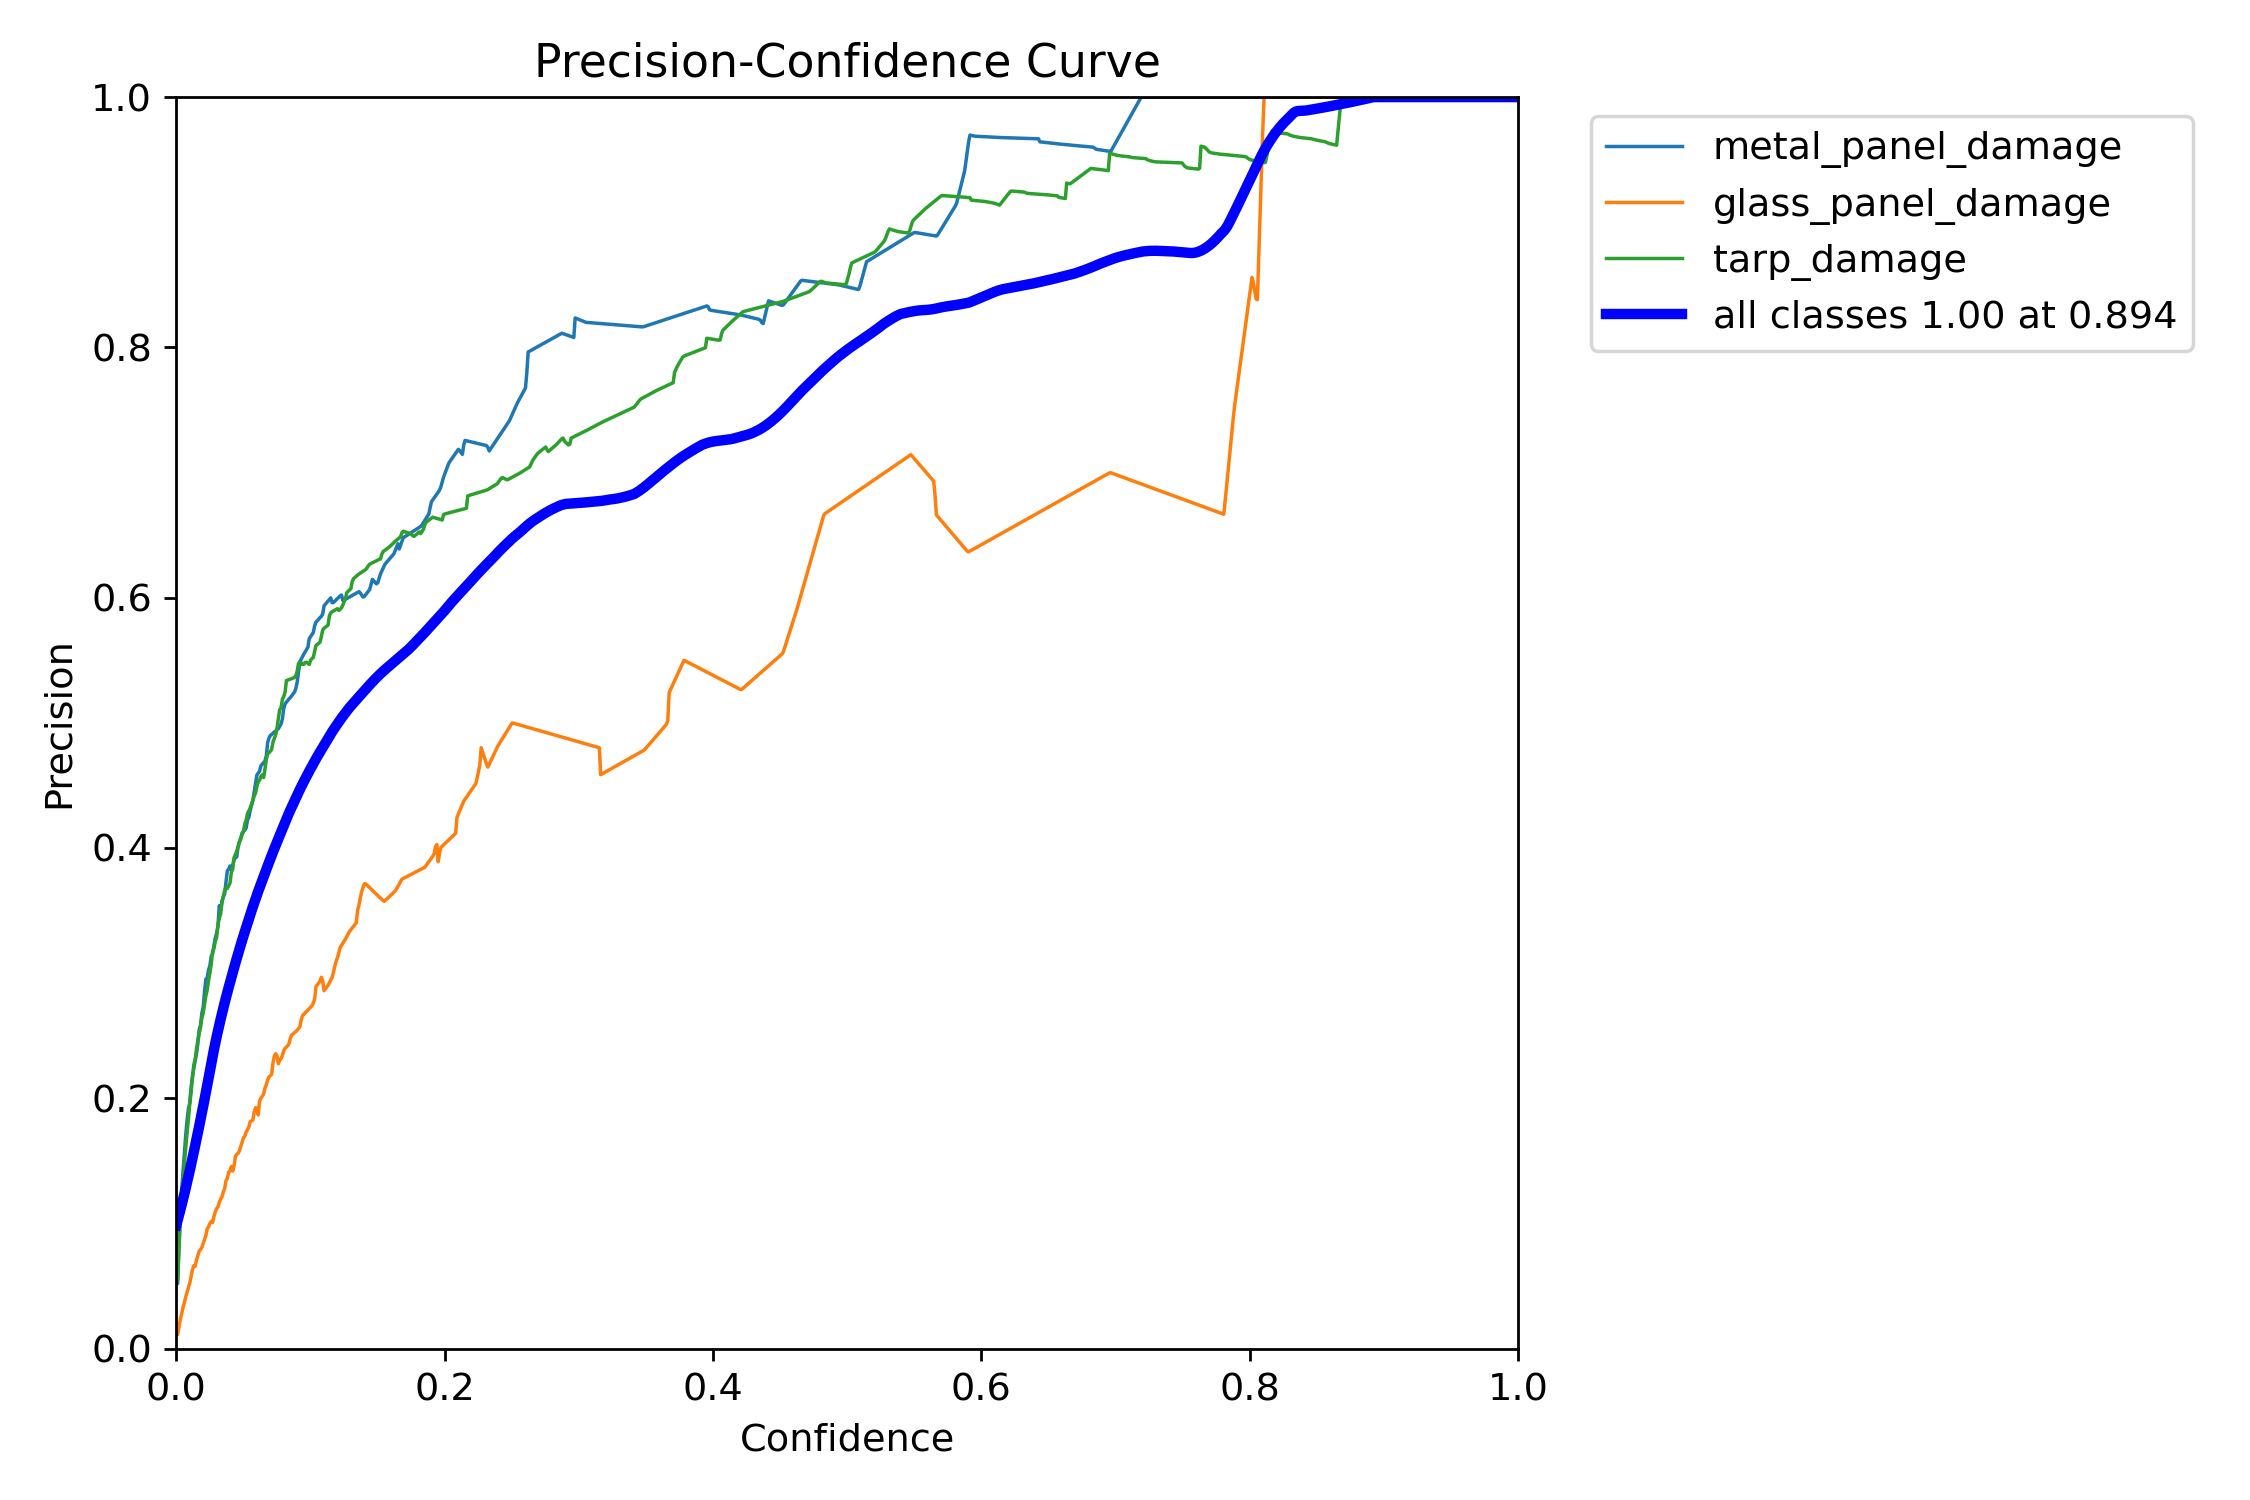 Precision-Confidence Curve
1.0
0.8
0.6
0.4
0.2
0.0
Precision
0.0 0.2 0.4 0.6 0.8 1.0
Confidence
metal_panel_damage
glass_panel_damage
tarp_damage
all classes 1.00 at 0.894